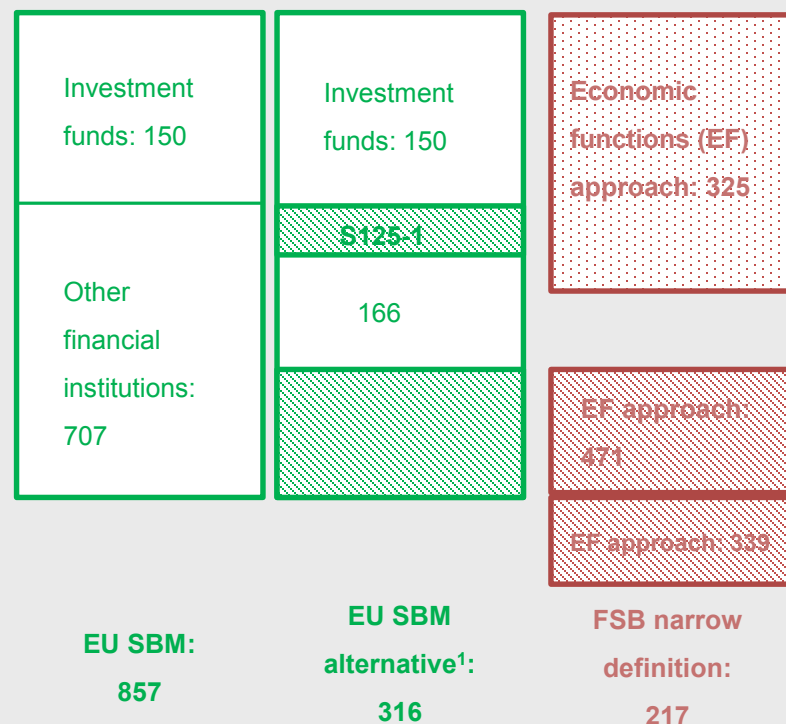 Investment
funds: 150
Other
financial
institutions:
707
Investment
funds: 150
S125-1
166
Economic
functions (EF)
approach: 325
EF approach:
471
EF approach: 339
EU SBM:
857
EU SBM
alternative¹:
316
FSB narrow
definition:
217